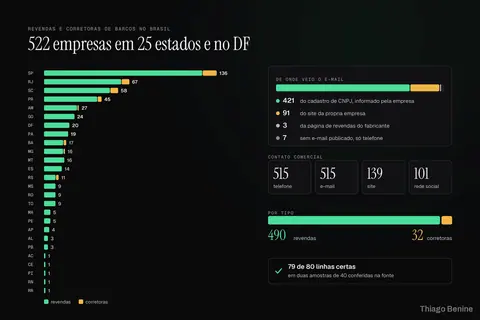 REVENDAS E CORRETORAS DE BARCOS NO BRASIL
522 empresas em 25 estados e no DF
SP 136
RJ 67
SC 58
PR 45
AM 27
GO 24
DF 20
PA 19
BA 17
MG 16
MT 16
ES 14
RS 11
MS 9
RO 9
TO 9
MA 5
PE 5
AP 4
AL 3
PB 3
AC 1
CE 1
PI 1
RN 1
RR 1
revendas corretoras
DE ONDE VEIO O E-MAIL
421 do cadastro de CNPJ, informado pela empresa
91 do site da propria empresa
3 da página de revendas do fabricante
7 sem e-mail publicado, só telefone
CONTATO COMERCIAL
515 515 139 101
telefone e-mail site rede social
POR TIPO
490 revendas 32 corretoras
79 de 80 linhas certas
em duas amostras de 40 conferidas na fonte
Thiago Benine